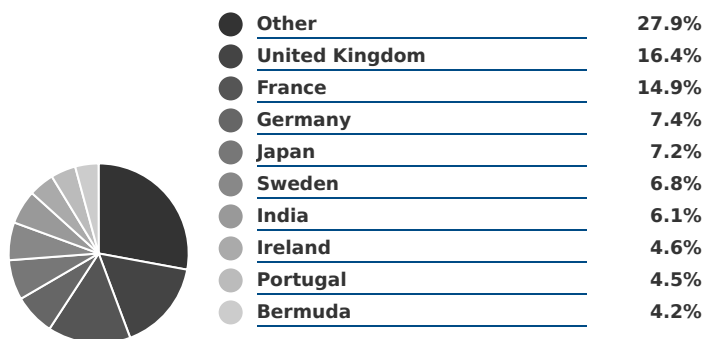 Other 27.9%
United Kingdom 16.4%
France 14.9%
Germany 7.4%
Japan 7.2%
Sweden 6.8%
India 6.1%
Ireland 4.6%
Portugal 4.5%
Bermuda 4.2%